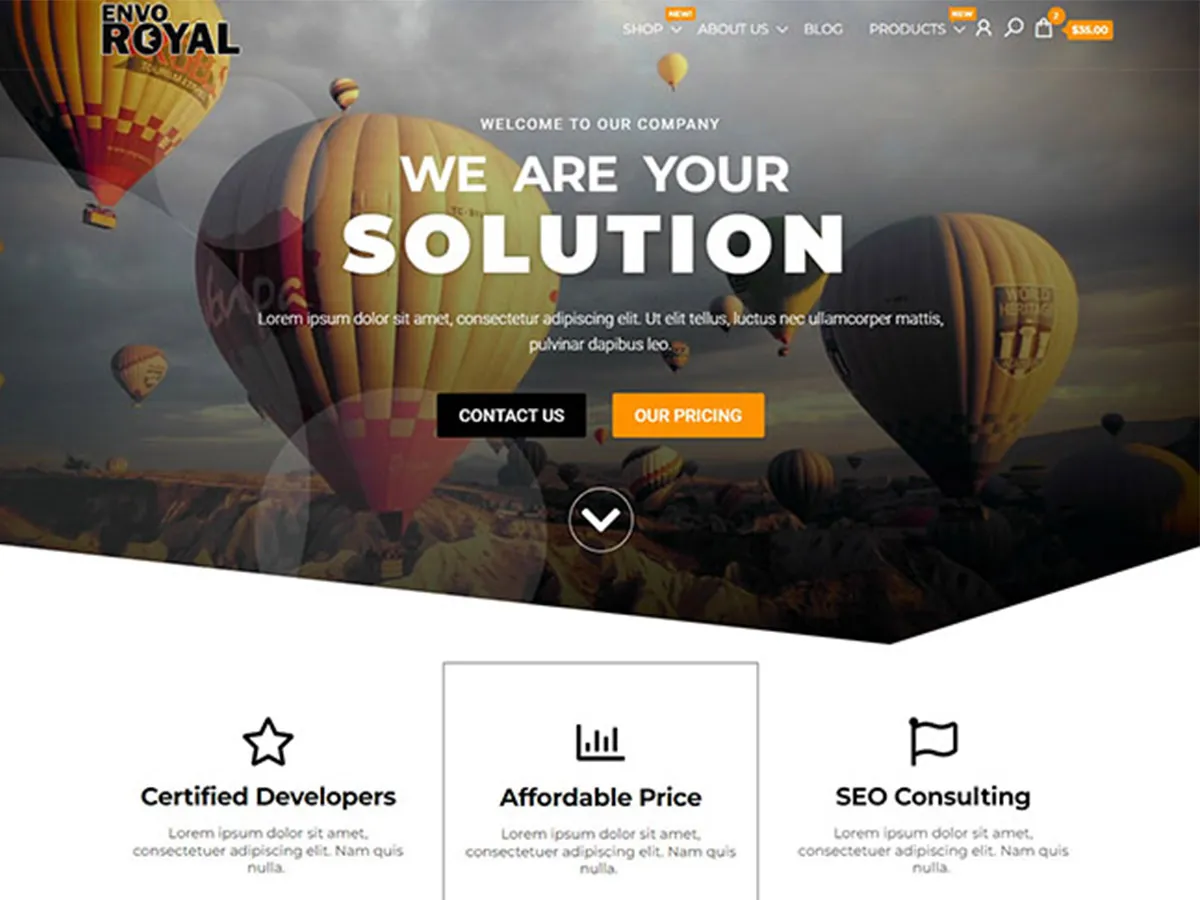 ENVO
ROYAL
NEW!
NEW
2
SHOP ABOUT US BLOG PRODUCTS $35.00
WELCOME TO OUR COMPANY
WE ARE YOUR
SOLUTION
WORLD
HERITAGE
Lorem ipsum dolor sit amet, consectetur adipiscing elit. Ut elit tellus, luctus nec ullamcorper mattis,
pulvinar dapibus leo.
CONTACT US OUR PRICING
Certified Developers
Lorem ipsum dolor sit amet,
consectetuer adipiscing elit. Nam quis
nulla.
Affordable Price
Lorem ipsum dolor sit amet,
consectetuer adipiscing elit. Nam quis
nulla.
SEO Consulting
Lorem ipsum dolor sit amet,
consectetuer adipiscing elit. Nam quis
nulla.